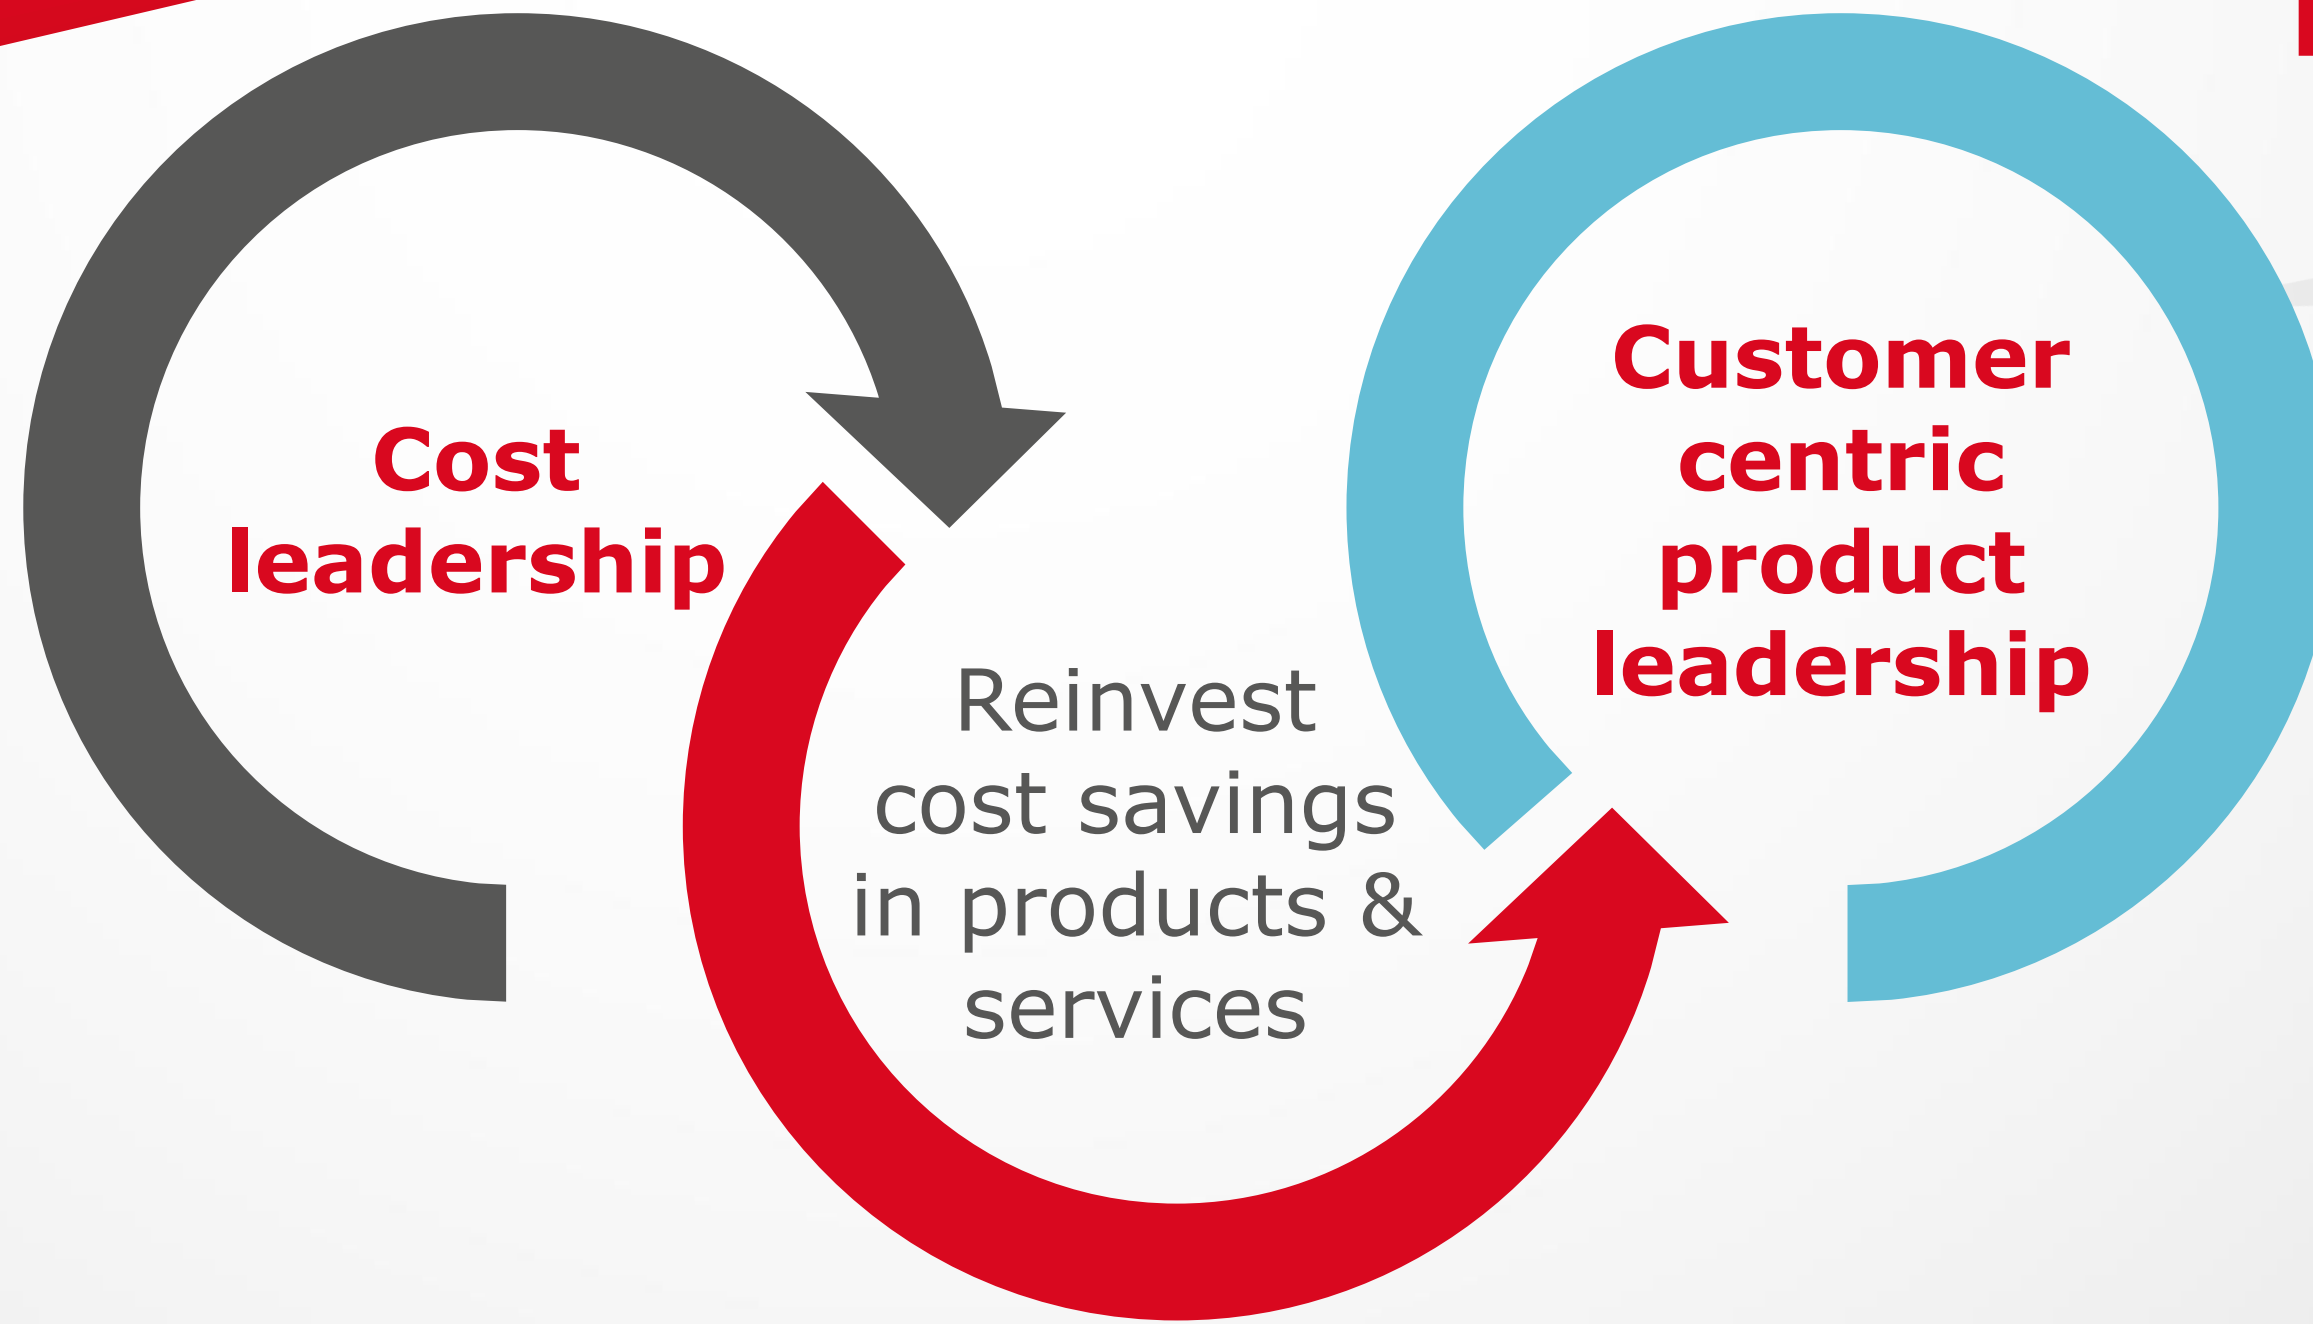 Cost
leadership
Reinvest
cost savings
in products &
services
Customer
centric
product
leadership